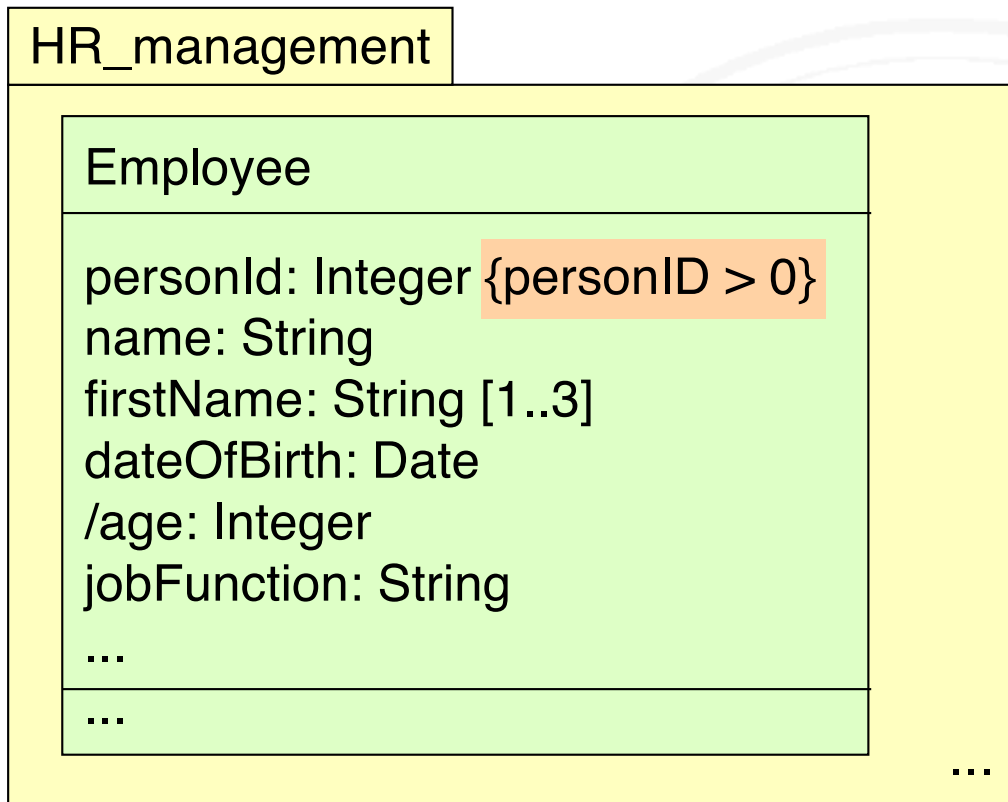 HR_management
Employee
personId: Integer {personID > 0}
name: String
firstName: String [1..3]
dateOfBirth: Date
/age: Integer
jobFunction: String
...
...
...